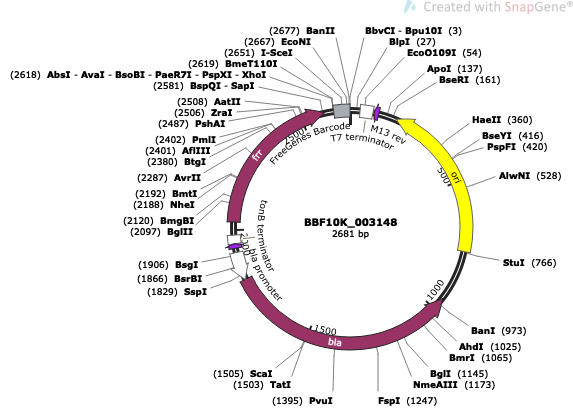 Created with SnapGene®
(2677) BanII
(2667) EcoNI
(2651) I-SceI
(2619) BmeT110I
(2618) AbsI - AvaI - BsoBI - PaeR7I - PspXI - XhoI
(2581) BspQI - SapI
(2508) AatII
(2506) ZraI
(2487) PshAI
(2402) PmlI
(2401) AflIII
(2380) BtgI
(2287) AvrII
(2192) BmtI
(2188) NheI
(2120) BmgBI
(2097) BglII
(1906) BsgI
(1866) BsrBI
(1829) SspI
(1505) ScaI
(1503) TatI
(1395) PvuI
BbvCI - Bpu10I (3)
BlpI (27)
EcoO109I (54)
ApoI (137)
BseRI (161)
HaeII (360)
BseYI (416)
PspFI (420)
AlwNI (528)
StuI (766)
BanI (973)
AhdI (1025)
BmrI (1065)
BglI (1145)
NmeAIII (1173)
FspI (1247)
FreeGenes Barcode
T7 terminator
M13 rev
ori
frr
tonB terminator
bla promoter
bla
500
1000
1500
2500
BBF10K_003148
2681 bp